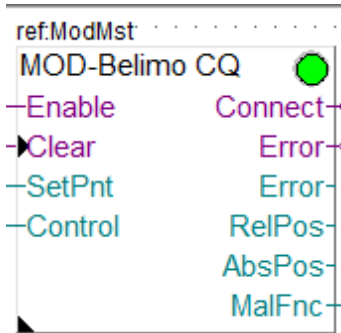 ref:ModMst
MOD-Belimo CQ
Enable Connect
Clear Error
SetPnt Error
Control RelPos
AbsPos
MalFnc